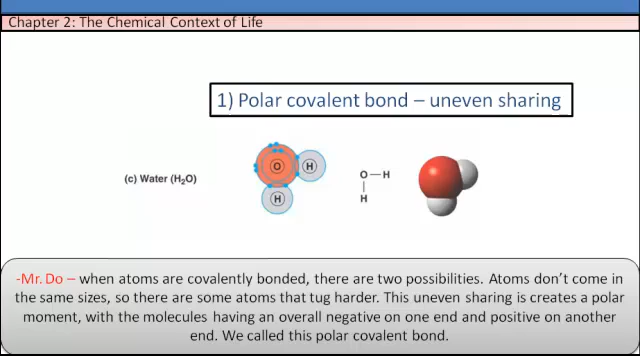 Chapter 2: The Chemical Context of Life
1) Polar covalent bond – uneven sharing
(c) Water (H₂O)
O H
H
O—H
H
-Mr. Do – when atoms are covalently bonded, there are two possibilities. Atoms don't come in
the same sizes, so there are some atoms that tug harder. This uneven sharing is creates a polar
moment, with the molecules having an overall negative on one end and positive on another
end. We called this polar covalent bond.